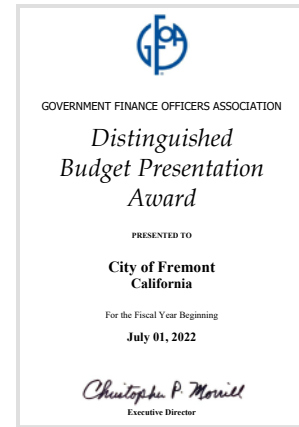 GFOA
GOVERNMENT FINANCE OFFICERS ASSOCIATION
Distinguished
Budget Presentation
Award
PRESENTED TO
City of Fremont
California
For the Fiscal Year Beginning
July 01, 2022
Christopher P. Morrill
Executive Director